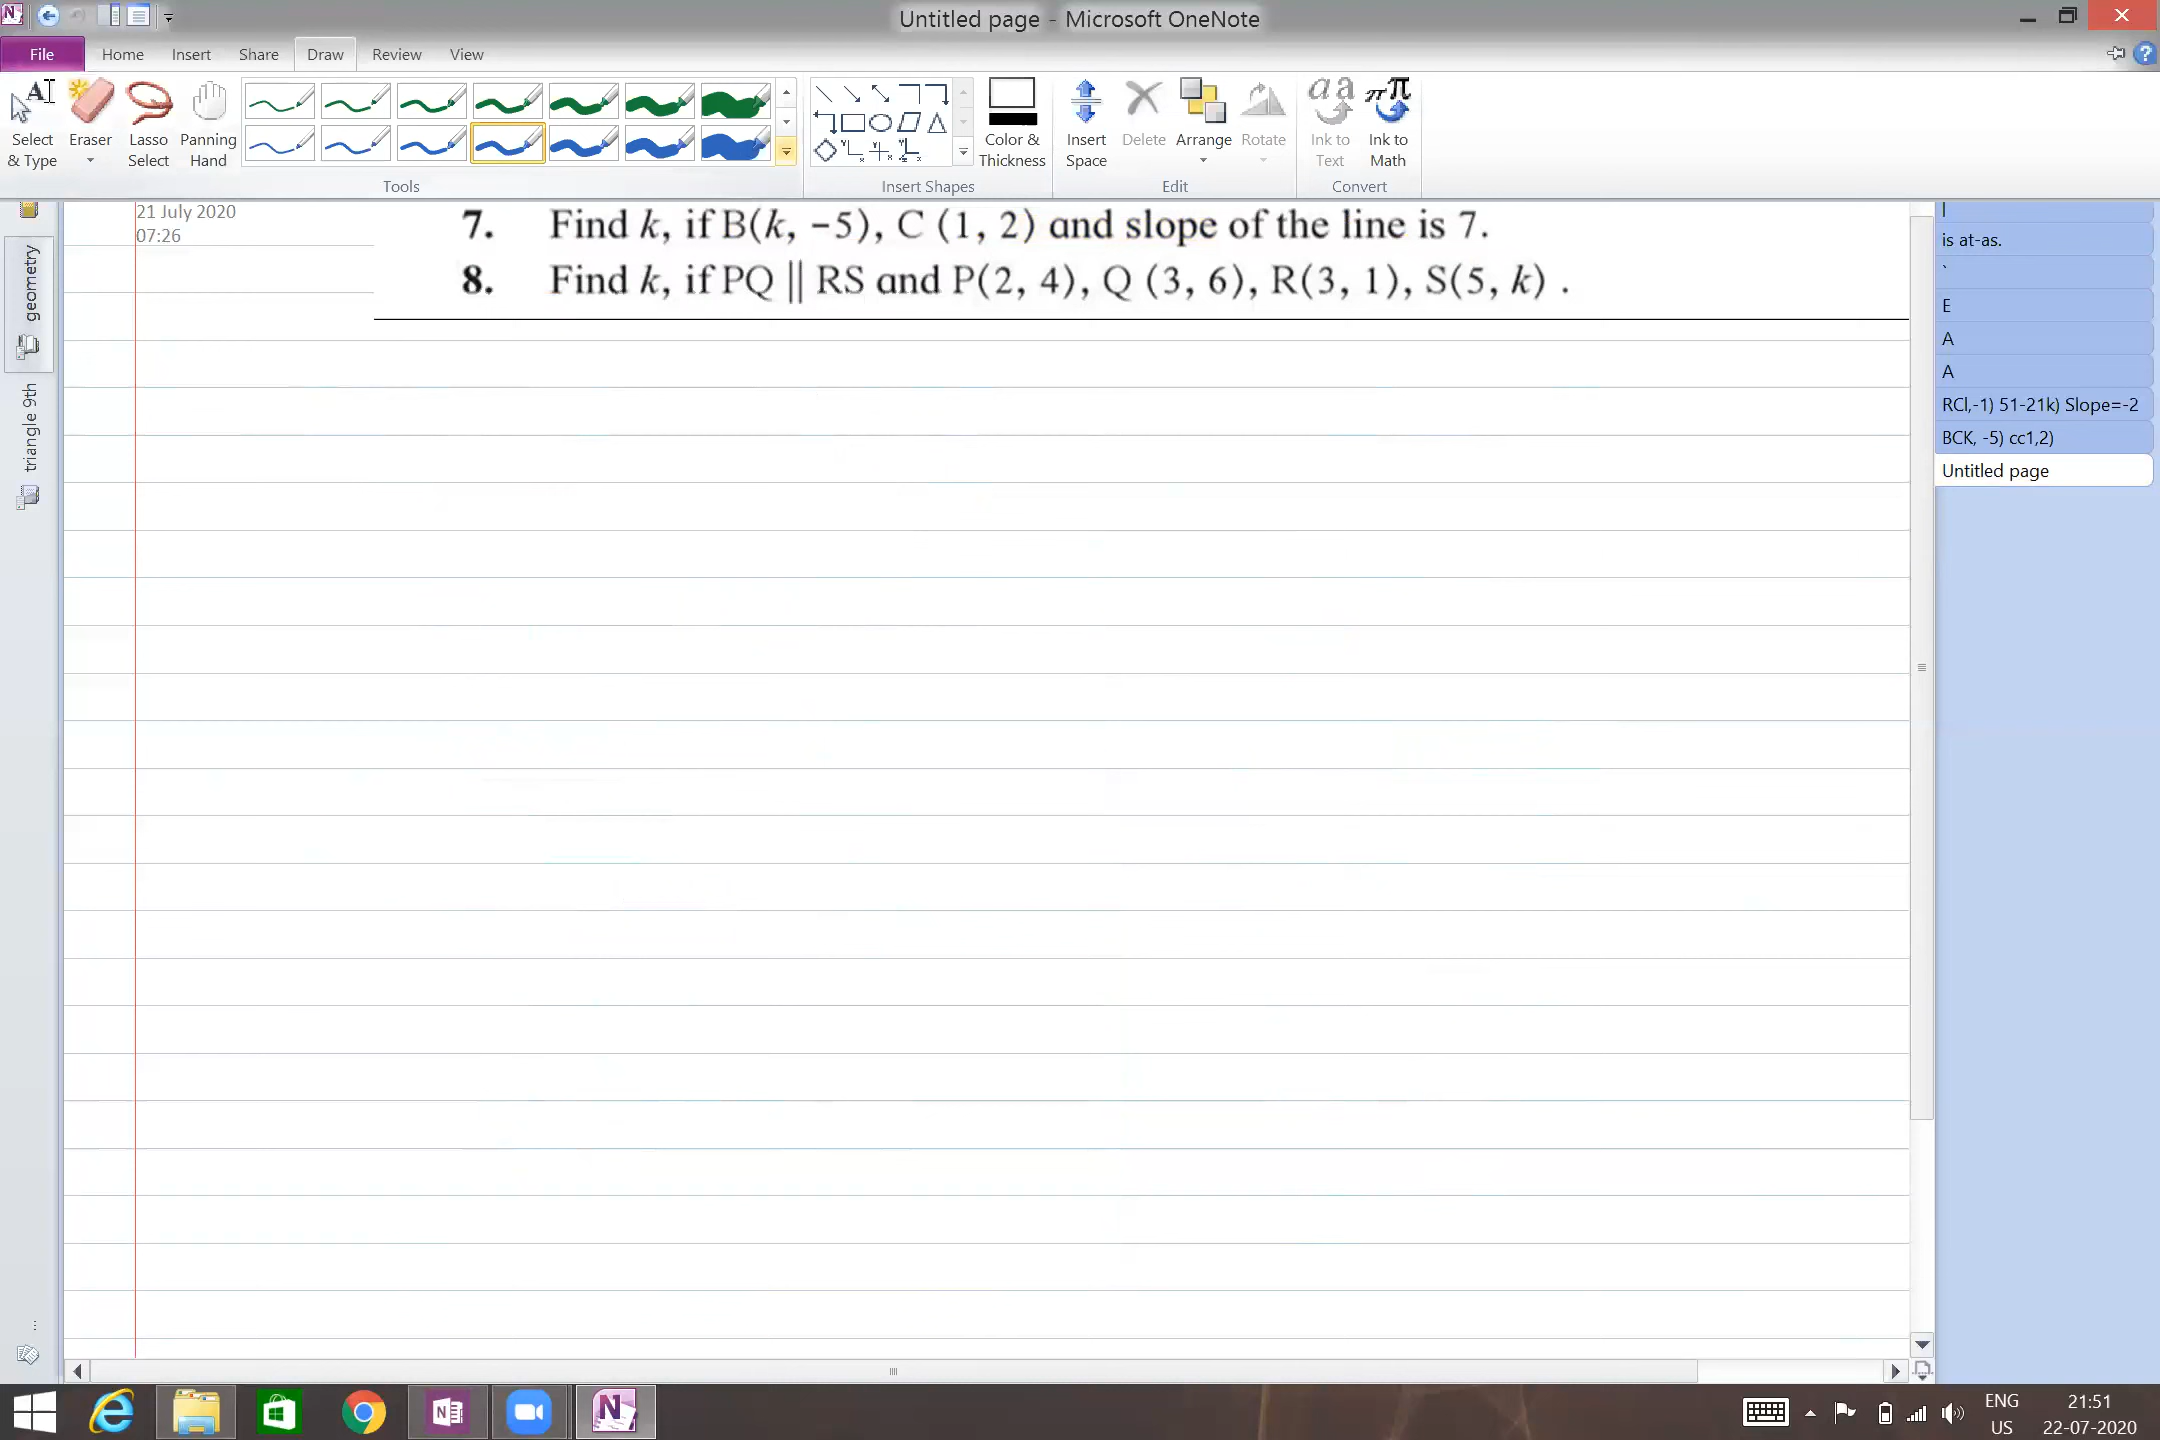 Untitled page - Microsoft OneNote
File Home Insert Share Draw Review View
Select & Type
Eraser
Lasso Select
Panning Hand
Color & Thickness
Insert Space
Delete
Arrange
Rotate
Ink to Text
Ink to Math
Tools
Insert Shapes
Edit
Convert
21 July 2020
07:26
7. Find k, if B(k, −5), C (1, 2) and slope of the line is 7.
8. Find k, if PQ || RS and P(2, 4), Q (3, 6), R(3, 1), S(5, k) .
geometry
triangle 9th
|
is at-as.
`
E
A
A
RCl,-1) 51-21k) Slope=-2
BCK, -5) cc1,2)
Untitled page
ENG
US
21:51
22-07-2020